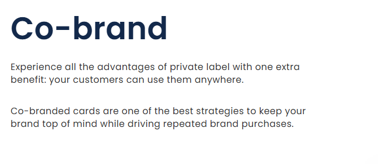 Co-brand
Experience all the advantages of private label with one extra
benefit: your customers can use them anywhere.
Co-branded cards are one of the best strategies to keep your
brand top of mind while driving repeated brand purchases.